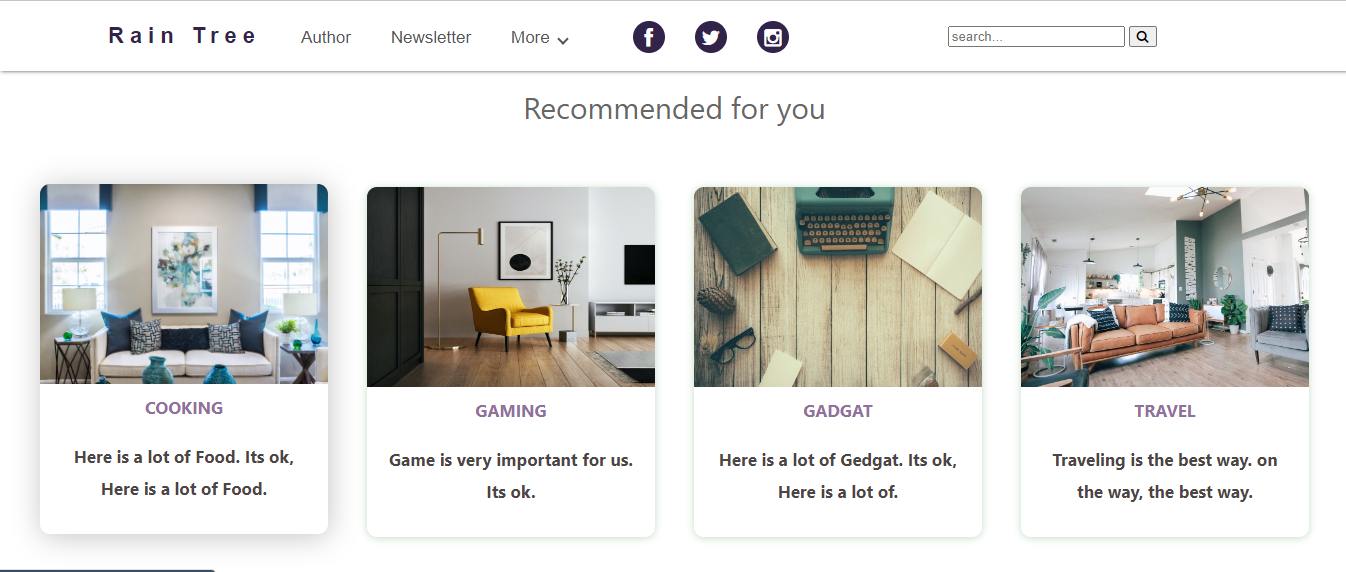 Rain Tree Author Newsletter More search...
Recommended for you
COOKING
Here is a lot of Food. Its ok,
Here is a lot of Food.
GAMING
Game is very important for us.
Its ok.
GADGAT
Here is a lot of Gedgat. Its ok,
Here is a lot of.
TRAVEL
Traveling is the best way. on
the way, the best way.